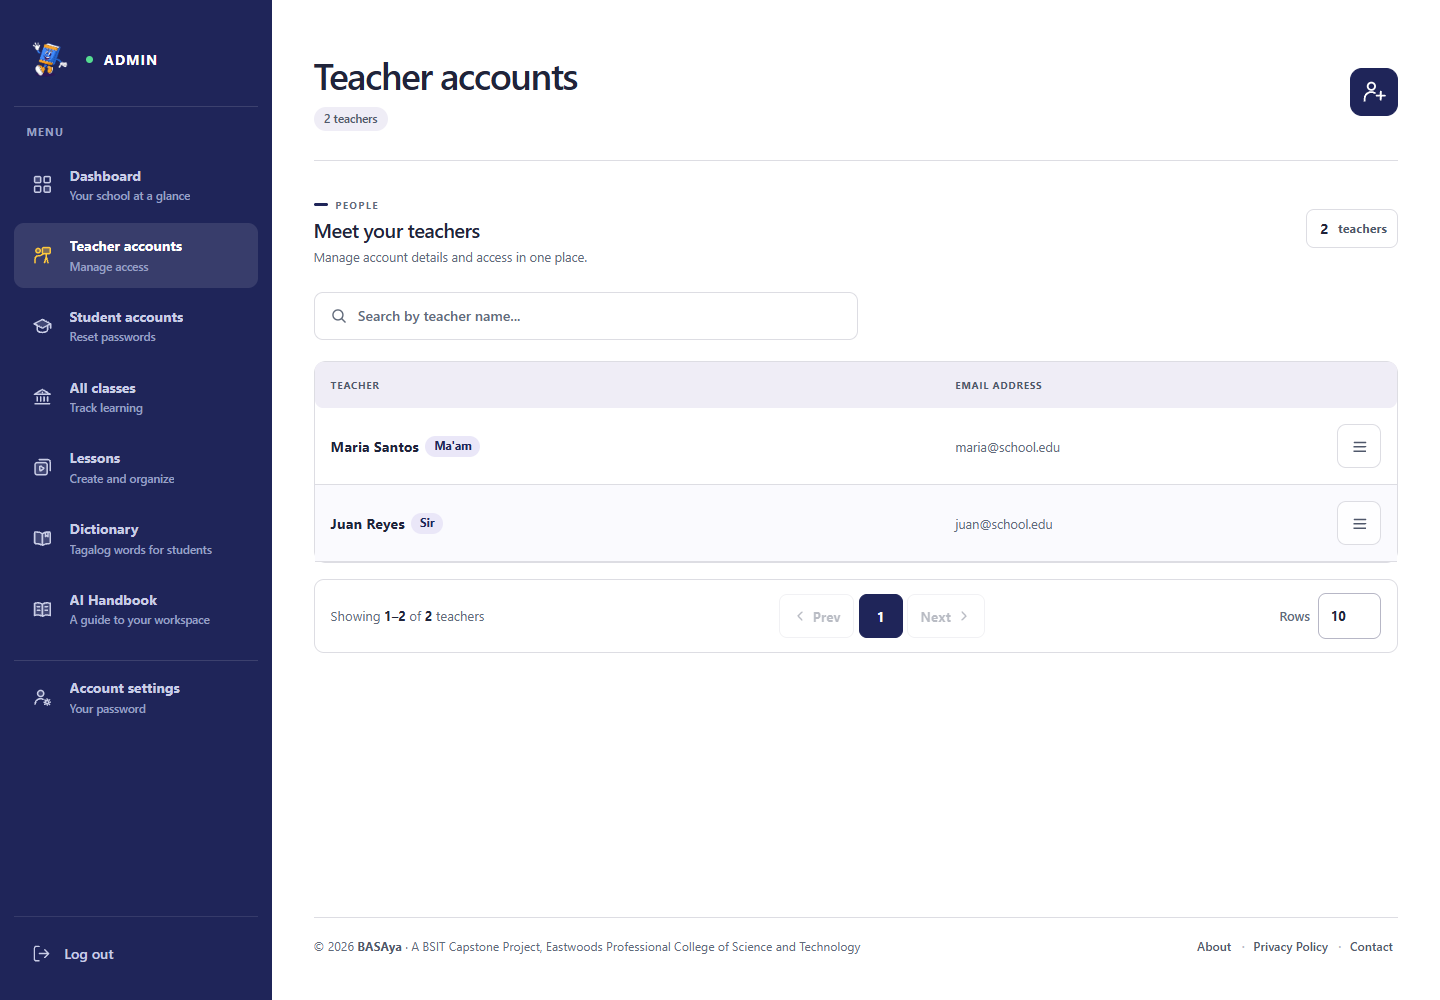 ADMIN
MENU
Dashboard
Your school at a glance
Teacher accounts
Manage access
Student accounts
Reset passwords
All classes
Track learning
Lessons
Create and organize
Dictionary
Tagalog words for students
AI Handbook
A guide to your workspace
Account settings
Your password
Log out
Teacher accounts
2 teachers
PEOPLE
Meet your teachers
Manage account details and access in one place.
2 teachers
Search by teacher name...
TEACHER EMAIL ADDRESS
Maria Santos Ma'am maria@school.edu
Juan Reyes Sir juan@school.edu
Showing 1–2 of 2 teachers Prev 1 Next Rows 10
© 2026 BASAya · A BSIT Capstone Project, Eastwoods Professional College of Science and Technology About · Privacy Policy · Contact